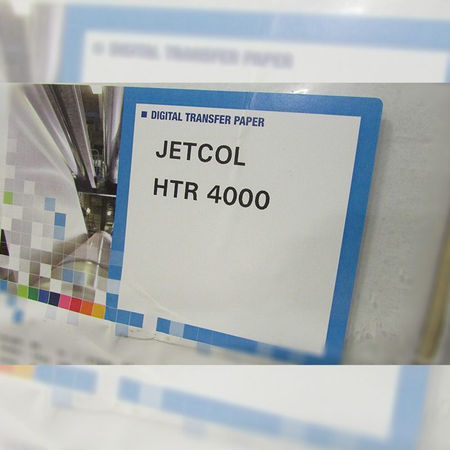 DIGITAL TRANSFER PAPER
JETCOL
HTR 4000